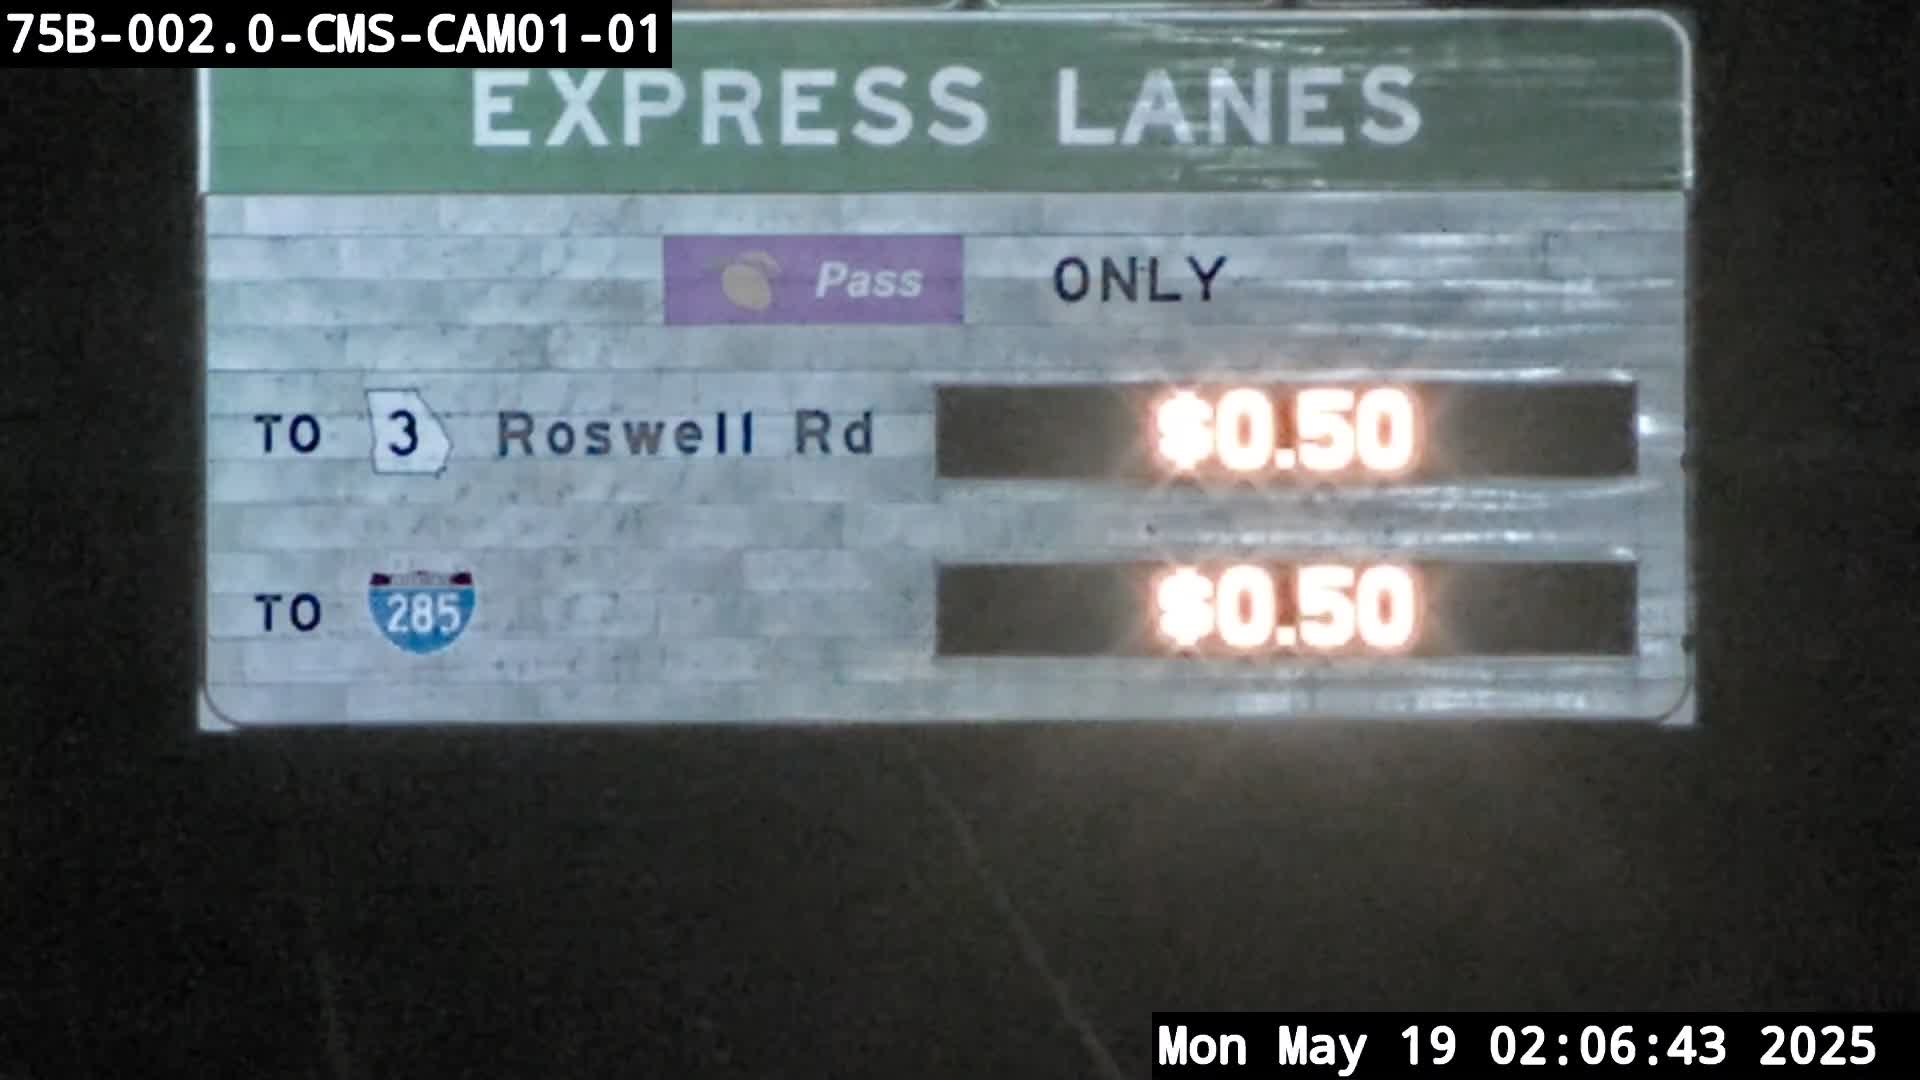 75B-002.0-CMS-CAM01-01
EXPRESS LANES
Pass ONLY
TO 3 Roswell Rd $0.50
TO 285 $0.50
Mon May 19 02:06:43 2025